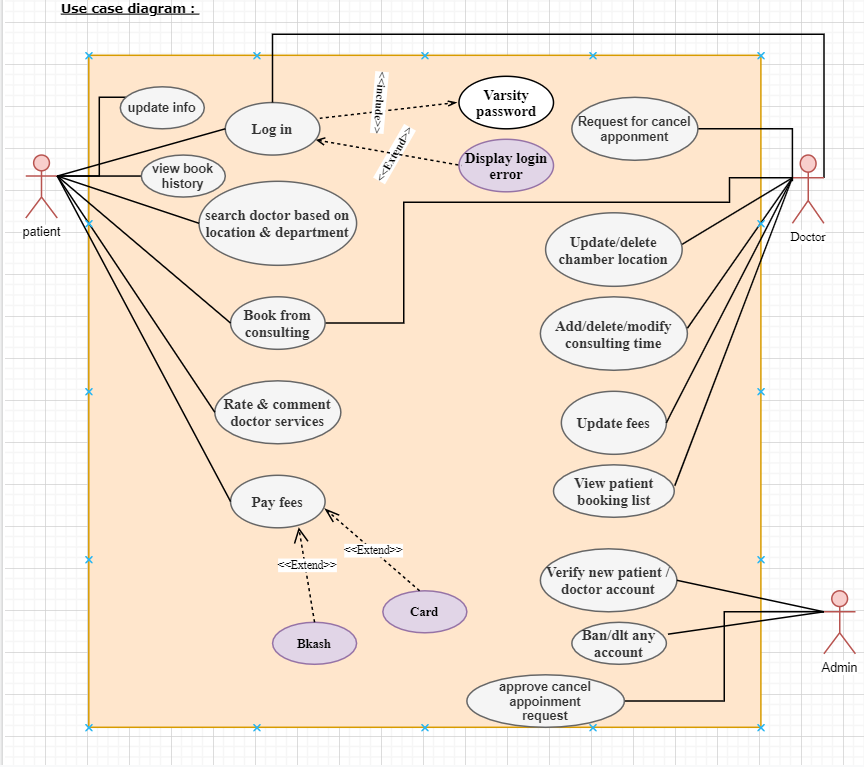 Use case diagram :
update info
Log in
<<include>>
Varsity
password
<<Extend>>
Display login
error
Request for cancel
apponment
view book
history
patient
search doctor based on
location & department
Doctor
Update/delete
chamber location
Book from
consulting
Add/delete/modify
consulting time
Rate & comment
doctor services
Update fees
View patient
booking list
Pay fees
<<Extend>>
<<Extend>>
Verify new patient /
doctor account
Card
Bkash
Ban/dlt any
account
Admin
approve cancel
appoinment
request